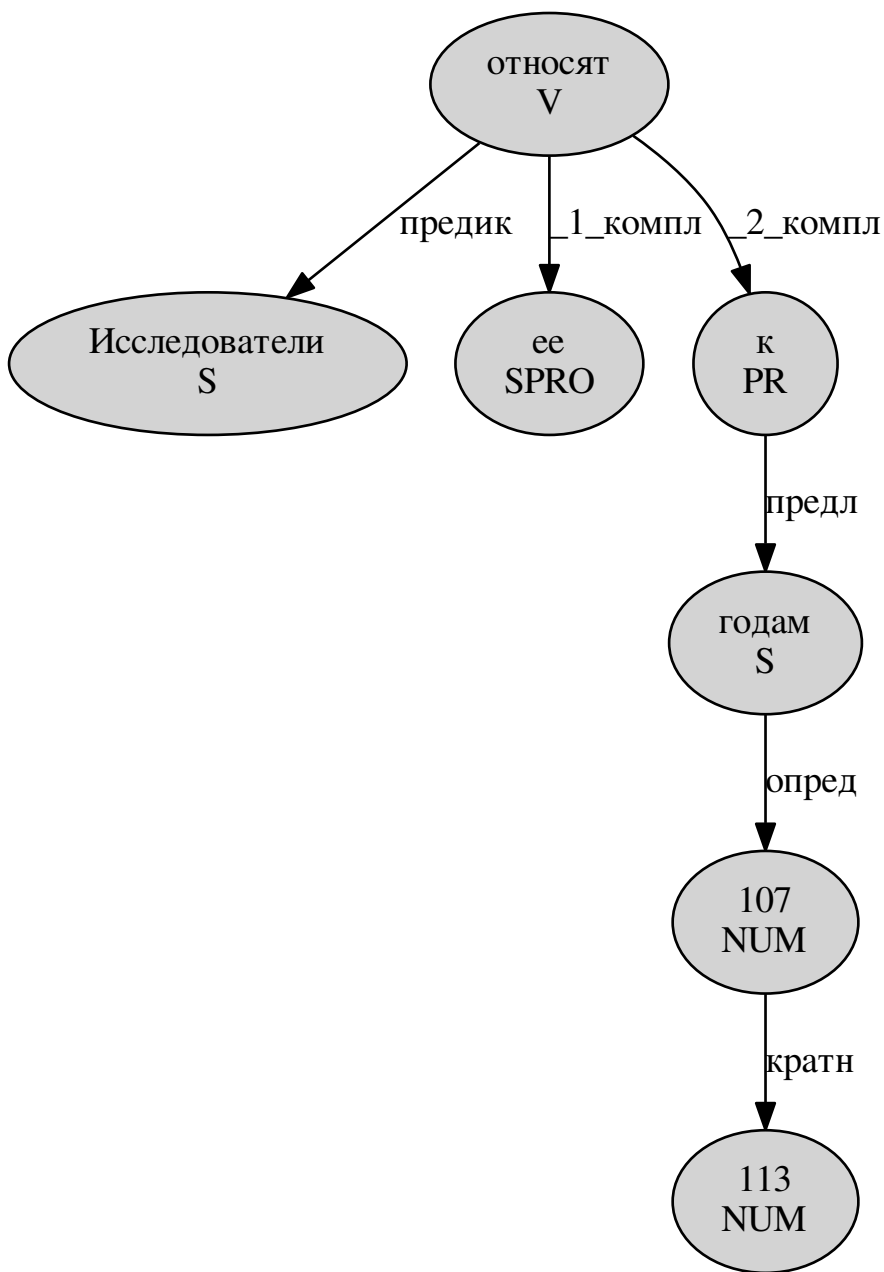 относят
V
предик
_1_компл
_2_компл
Исследователи
S
ее
SPRO
к
PR
предл
годам
S
опред
107
NUM
кратн
113
NUM